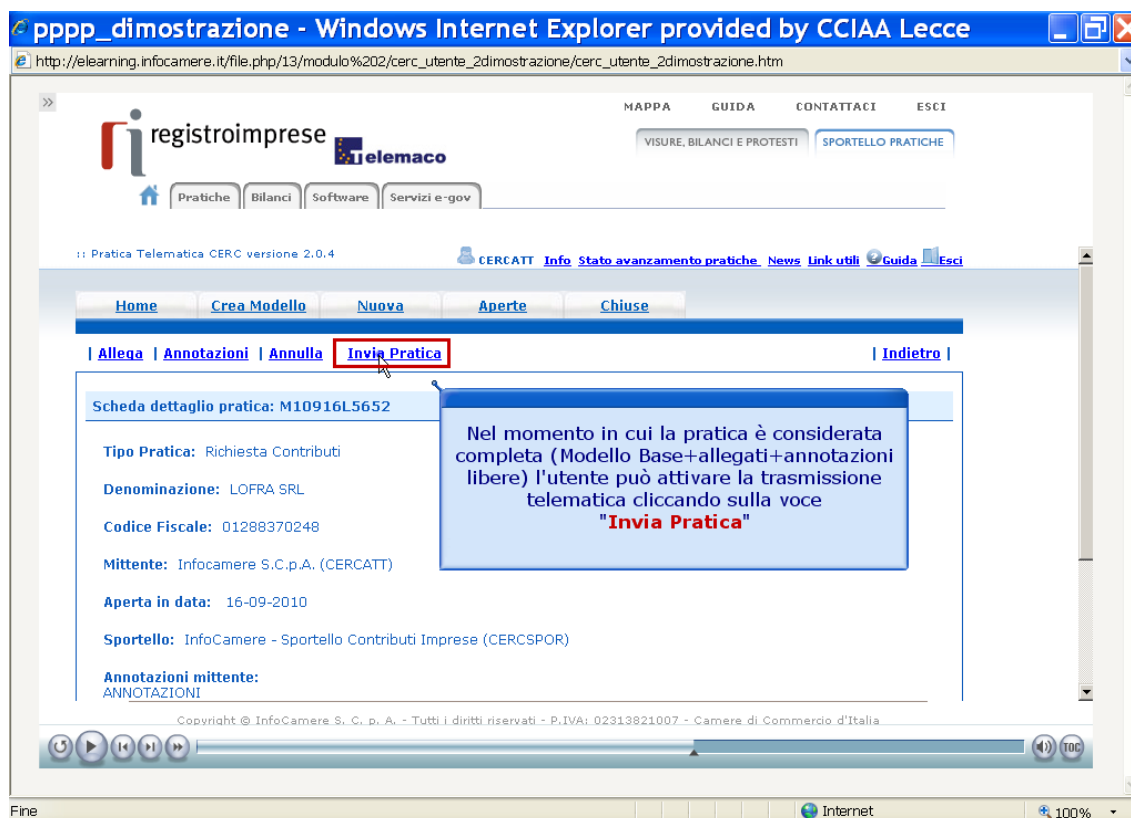 pppp_dimostrazione - Windows Internet Explorer provided by CCIAA Lecce
http://elearning.infocamere.it/file.php/13/modulo%202/cerc_utente_2dimostrazione/cerc_utente_2dimostrazione.htm
MAPPA GUIDA CONTATTACI ESCI
registroimprese
Telemaco
VISURE, BILANCI E PROTESTI SPORTELLO PRATICHE
Pratiche Bilanci Software Servizi e-gov
:: Pratica Telematica CERC versione 2.0.4
CERCATT Info Stato avanzamento pratiche News Link utili Guida Esci
Home Crea Modello Nuova Aperte Chiuse
| Allega | Annotazioni | Annulla Invia Pratica | Indietro |
Scheda dettaglio pratica: M10916L5652
Nel momento in cui la pratica è considerata
completa (Modello Base+allegati+annotazioni
libere) l'utente può attivare la trasmissione
telematica cliccando sulla voce
"Invia Pratica"
Tipo Pratica: Richiesta Contributi
Denominazione: LOFRA SRL
Codice Fiscale: 01288370248
Mittente: Infocamere S.C.p.A. (CERCATT)
Aperta in data: 16-09-2010
Sportello: InfoCamere - Sportello Contributi Imprese (CERCSPOR)
Annotazioni mittente:
ANNOTAZIONI
Copyright © InfoCamere S. C. p. A. - Tutti i diritti riservati - P.IVA: 02313821007 - Camere di Commercio d'Italia
TOC
Fine Internet 100%